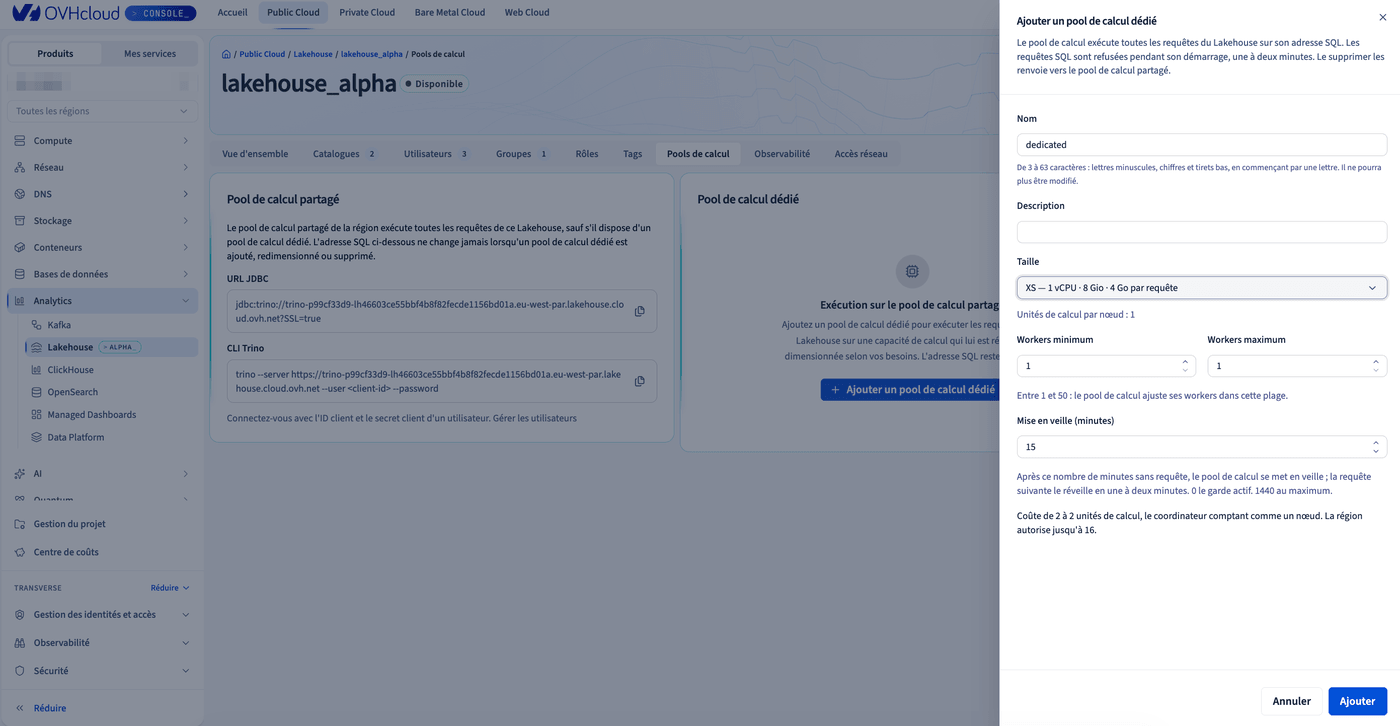 OVHcloud
> CONSOLE_
Accueil
Public Cloud
Private Cloud
Bare Metal Cloud
Web Cloud
Produits
Mes services
Toutes les régions
Compute
Réseau
DNS
Stockage
Conteneurs
Bases de données
Analytics
Kafka
Lakehouse
ALPHA
ClickHouse
OpenSearch
Managed Dashboards
Data Platform
AI
Quantum
Gestion du projet
Centre de coûts
TRANSVERSE
Réduire
Gestion des identités et accès
Observabilité
Sécurité
Réduire
/ Public Cloud / Lakehouse / lakehouse_alpha / Pools de calcul
lakehouse_alpha
Disponible
Vue d'ensemble
Catalogues 2
Utilisateurs 3
Groupes 1
Rôles
Tags
Pools de calcul
Observabilité
Accès réseau
Pool de calcul partagé
Le pool de calcul partagé de la région exécute toutes les requêtes de ce Lakehouse, sauf s'il dispose d'un
pool de calcul dédié. L'adresse SQL ci-dessous ne change jamais lorsqu'un pool de calcul dédié est
ajouté, redimensionné ou supprimé.
URL JDBC
jdbc:trino://trino-p99cf33d9-lh46603ce55bbf4b8f82fecde1156bd01a.eu-west-par.lakehouse.clo
ud.ovh.net?SSL=true
CLI Trino
trino --server https://trino-p99cf33d9-lh46603ce55bbf4b8f82fecde1156bd01a.eu-west-par.lake
house.cloud.ovh.net --user <client-id> --password
Connectez-vous avec l'ID client et le secret client d'un utilisateur. Gérer les utilisateurs
Pool de calcul dédié
Exécution sur le pool de calcul partag
Ajoutez un pool de calcul dédié pour exécuter les requ
Lakehouse sur une capacité de calcul qui lui est ré
dimensionnée selon vos besoins. L'adresse SQL reste
+ Ajouter un pool de calcul dédié
Ajouter un pool de calcul dédié
Le pool de calcul exécute toutes les requêtes du Lakehouse sur son adresse SQL. Les
requêtes SQL sont refusées pendant son démarrage, une à deux minutes. Le supprimer les
renvoie vers le pool de calcul partagé.
Nom
dedicated
De 3 à 63 caractères : lettres minuscules, chiffres et tirets bas, en commençant par une lettre. Il ne pourra
plus être modifié.
Description
Taille
XS — 1 vCPU · 8 Gio · 4 Go par requête
Unités de calcul par nœud : 1
Workers minimum
Workers maximum
1
1
Entre 1 et 50 : le pool de calcul ajuste ses workers dans cette plage.
Mise en veille (minutes)
15
Après ce nombre de minutes sans requête, le pool de calcul se met en veille ; la requête
suivante le réveille en une à deux minutes. 0 le garde actif. 1440 au maximum.
Coûte de 2 à 2 unités de calcul, le coordinateur comptant comme un nœud. La région
autorise jusqu'à 16.
Annuler
Ajouter